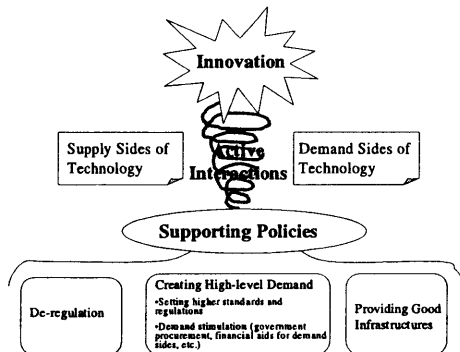 Innovation
Supply Sides of
Technology
Active
Interactions
Demand Sides of
Technology
Supporting Policies
De-regulation
Creating High-level Demand
•Setting higher standards and
regulations
•Demand stimulation (government
procurement, financial aids for demand
sides, etc.)
Providing Good
Infrastructures